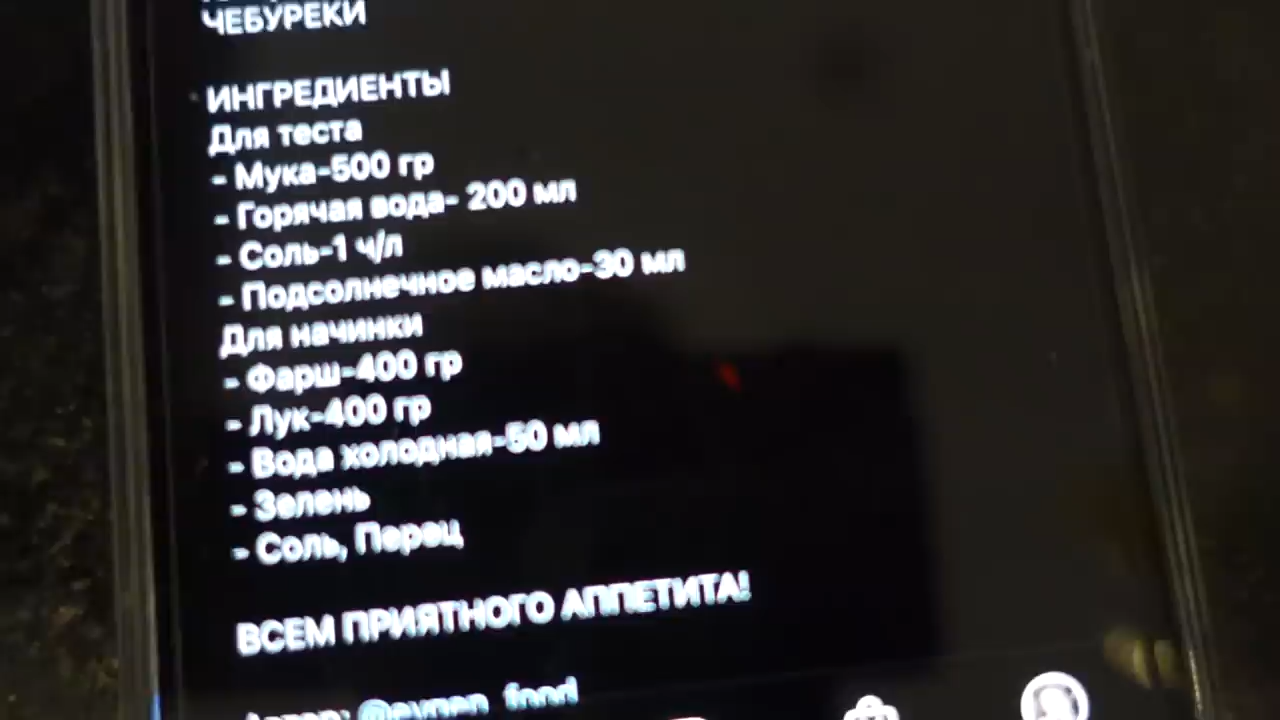 ЧЕБУРЕКИ
ИНГРЕДИЕНТЫ
Для теста
- Мука-500 гр
- Горячая вода- 200 мл
- Соль-1 ч/л
- Подсолнечное масло-30 мл
Для начинки
- Фарш-400 гр
- Лук-400 гр
- Вода холодная-50 мл
- Зелень
- Соль, Перец
ВСЕМ ПРИЯТНОГО АППЕТИТА!
Автор: